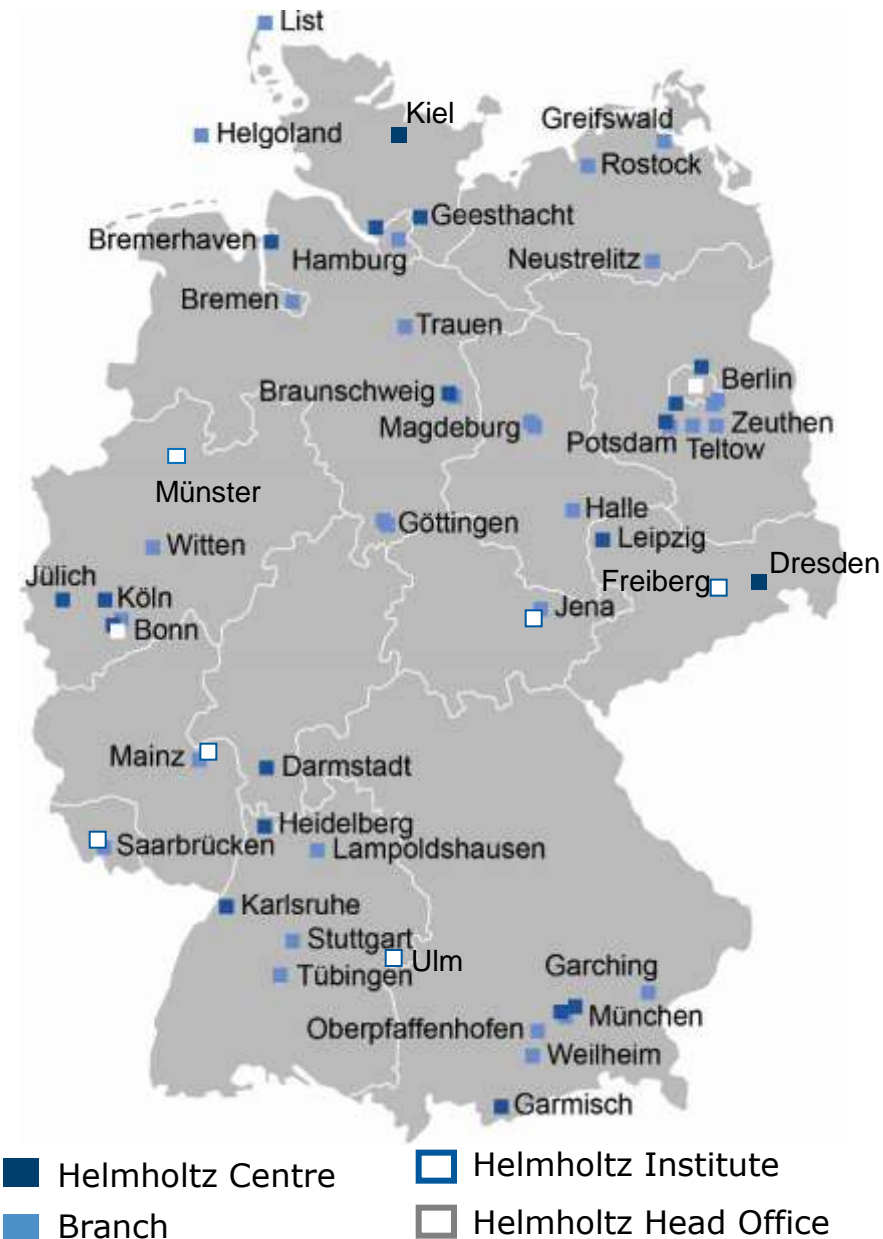 List
Kiel
Helgoland
Greifswald
Rostock
Geesthacht
Bremerhaven
Hamburg
Neustrelitz
Bremen
Trauen
Berlin
Braunschweig
Magdeburg
Zeuthen
Potsdam
Teltow
Münster
Halle
Göttingen
Witten
Leipzig
Dresden
Jülich
Freiberg
Köln
Jena
Bonn
Mainz
Darmstadt
Heidelberg
Saarbrücken
Lampoldshausen
Karlsruhe
Stuttgart
Ulm
Garching
Tübingen
München
Oberpfaffenhofen
Weilheim
Garmisch
Helmholtz Centre
Helmholtz Institute
Branch
Helmholtz Head Office